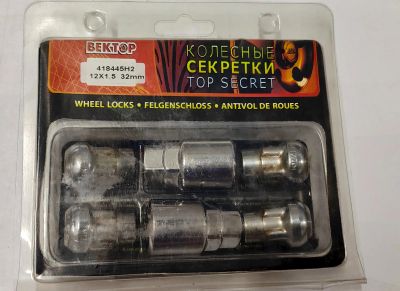 ВЕКТОР
418445H2
12X1.5 32mm
КОЛЕСНЫЕ
СЕКРЕТКИ
TOP SECRET
WHEEL LOCKS • FELGENSCHLOSS • ANTIVOL DE ROUES